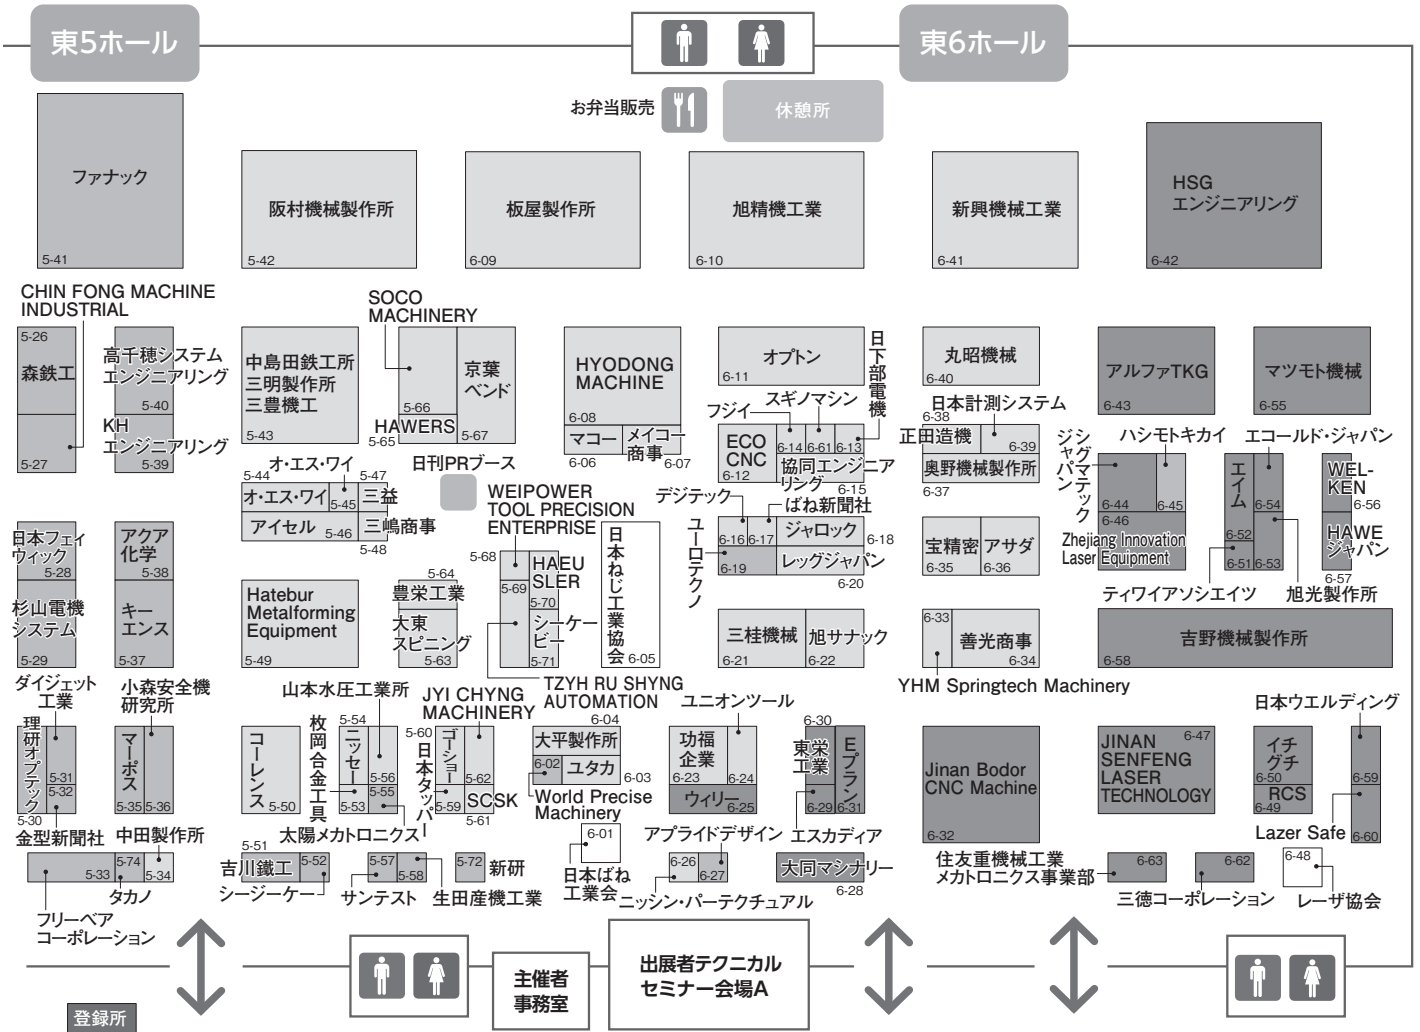 東5ホール
東6ホール
お弁当販売
休憩所
ファナック
5-41
阪村機械製作所
5-42
板屋製作所
6-09
旭精機工業
6-10
新興機械工業
6-41
HSG
エンジニアリング
6-42
CHIN FONG MACHINE
INDUSTRIAL
5-26
森鉄工
5-27
高千穂システム
エンジニアリング
5-40
KH
エンジニアリング
5-39
中島田鉄工所
三明製作所
三豊機工
5-43
SOCO
MACHINERY
5-66
HAWERS
5-65
京葉
ベンド
5-67
HYODONG
MACHINE
6-08
マコー
6-06
メイコー
商事
6-07
オプトン
6-11
日下部電機
フジイ
スギノマシン
ECO
CNC
6-12
6-14
6-61
6-13
協同エンジニア
リング
6-15
丸昭機械
6-40
日本計測システム
6-38
正田造機
6-39
奥野機械製作所
6-37
アルファTKG
6-43
マツモト機械
6-55
シグマテック
ジャパン
ハシモトキカイ
6-44
6-45
6-46
Zhejiang Innovation
Laser Equipment
エコールド・ジャパン
エイム
6-54
6-52
6-51
6-53
ティワイアソシエイツ
旭光製作所
WEL-
KEN
6-56
HAWE
ジャパン
6-57
オ・エス・ワイ
5-44
5-47
オ・エス・ワイ
5-45
三益
アイセル
5-46
三嶋商事
5-48
日刊PRブース
WEIPOWER
TOOL PRECISION
ENTERPRISE
5-68
HAEU
SLER
5-69
5-70
シーケー
ビー
5-71
TZYH RU SHYNG
AUTOMATION
日本ねじ工業協会
6-05
デジテック
ばね新聞社
ユーロテクノ
6-16
6-17
ジャロック
6-18
6-19
レッグジャパン
6-20
宝精密
6-35
アサダ
6-36
日本フェイ
ウィック
5-28
杉山電機
システム
5-29
アクア
化学
5-38
キー
エンス
5-37
Hatebur
Metalforming
Equipment
5-49
5-64
豊栄工業
大東
スピニング
5-63
三桂機械
6-21
旭サナック
6-22
6-33
善光商事
6-34
YHM Springtech Machinery
吉野機械製作所
6-58
ダイジェット
工業
理研オプテック
5-31
5-32
5-30
金型新聞社
小森安全機
研究所
マーポス
5-35
5-36
中田製作所
コーレンス
5-50
山本水圧工業所
枚岡合金工具
5-54
ニッセー
5-56
5-53
5-55
太陽メカトロニクス
JYI CHYNG
MACHINERY
5-60
日本タッパー
ゴーショー
5-62
5-59
SCSK
5-61
6-04
大平製作所
6-02
ユタカ
6-03
World Precise
Machinery
ユニオンツール
功福
企業
6-23
6-24
ウィリー
6-25
6-30
東栄
工業
Eプラン
6-29
6-31
エスカディア
Jinan Bodor
CNC Machine
6-32
6-47
JINAN
SENFENG
LASER
TECHNOLOGY
イチ
グチ
6-50
RCS
6-49
日本ウエルディング
6-59
Lazer Safe
6-60
5-33
5-74
5-34
タカノ
フリーベア
コーポレーション
5-51
吉川鐵工
5-52
シージーケー
5-57
5-58
サンテスト
生田産機工業
5-72
新研
6-01
日本ばね
工業会
アプライドデザイン
6-26
6-27
ニッシン・パーテクチュアル
大同マシナリー
6-28
住友重機械工業
メカトロニクス事業部
6-63
三徳コーポレーション
6-62
6-48
レーザ協会
主催者
事務室
出展者テクニカル
セミナー会場A
登録所